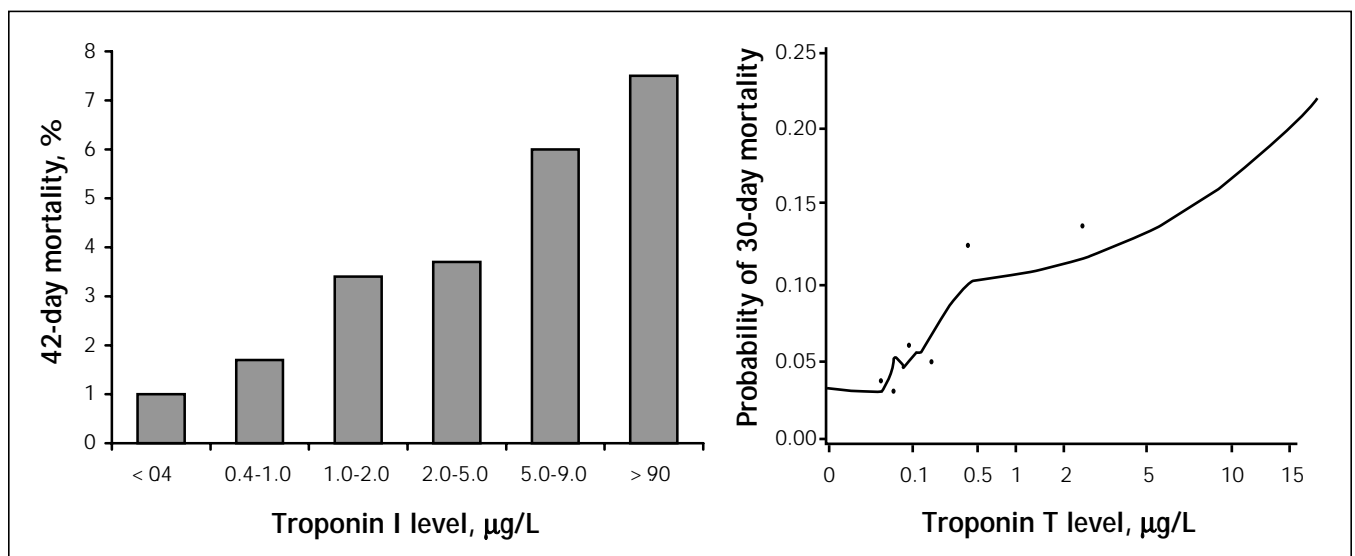 8
7
6
5
4
3
2
1
0
42-day mortality, %
< 04 0.4-1.0 1.0-2.0 2.0-5.0 5.0-9.0 > 90
Troponin I level, μg/L
0.25
0.20
0.15
0.10
0.05
0.00
Probability of 30-day mortality
0 0.1 0.5 1 2 5 10 15
Troponin T level, μg/L